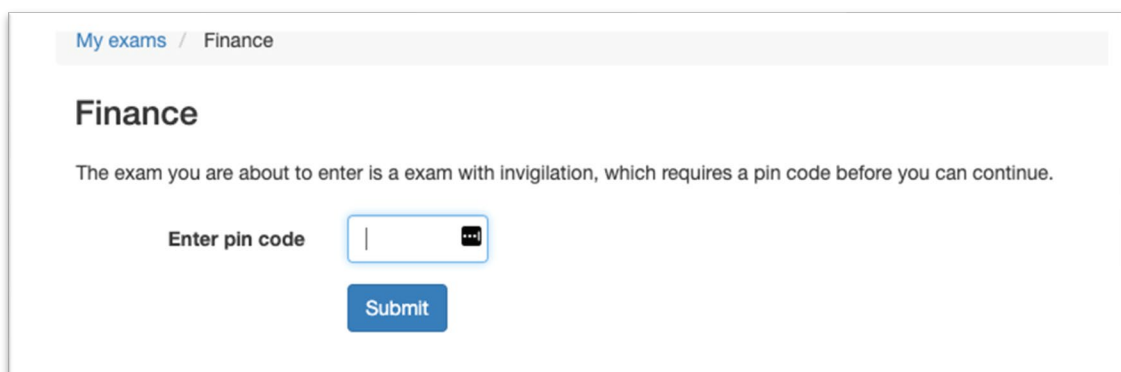 My exams / Finance
Finance
The exam you are about to enter is a exam with invigilation, which requires a pin code before you can continue.
Enter pin code
Submit